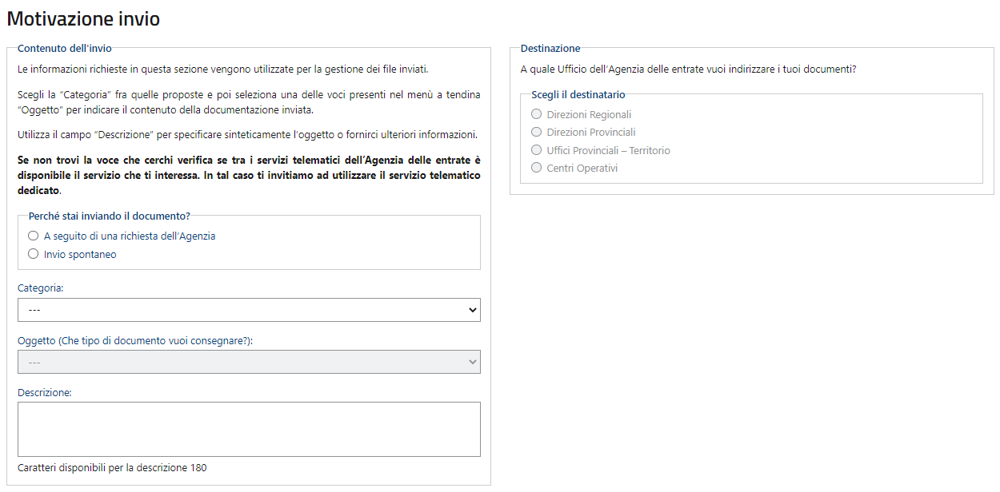 Motivazione invio
Contenuto dell'invio
Le informazioni richieste in questa sezione vengono utilizzate per la gestione dei file inviati.
Scegli la “Categoria” fra quelle proposte e poi seleziona una delle voci presenti nel menù a tendina
“Oggetto” per indicare il contenuto della documentazione inviata.
Utilizza il campo “Descrizione” per specificare sinteticamente l’oggetto o fornirci ulteriori informazioni.
Se non trovi la voce che cerchi verifica se tra i servizi telematici dell’Agenzia delle entrate è
disponibile il servizio che ti interessa. In tal caso ti invitiamo ad utilizzare il servizio telematico
dedicato.
Perché stai inviando il documento?
A seguito di una richiesta dell’Agenzia
Invio spontaneo
Categoria:
---
Oggetto (Che tipo di documento vuoi consegnare?):
---
Descrizione:
Caratteri disponibili per la descrizione 180
Destinazione
A quale Ufficio dell’Agenzia delle entrate vuoi indirizzare i tuoi documenti?
Scegli il destinatario
Direzioni Regionali
Direzioni Provinciali
Uffici Provinciali – Territorio
Centri Operativi